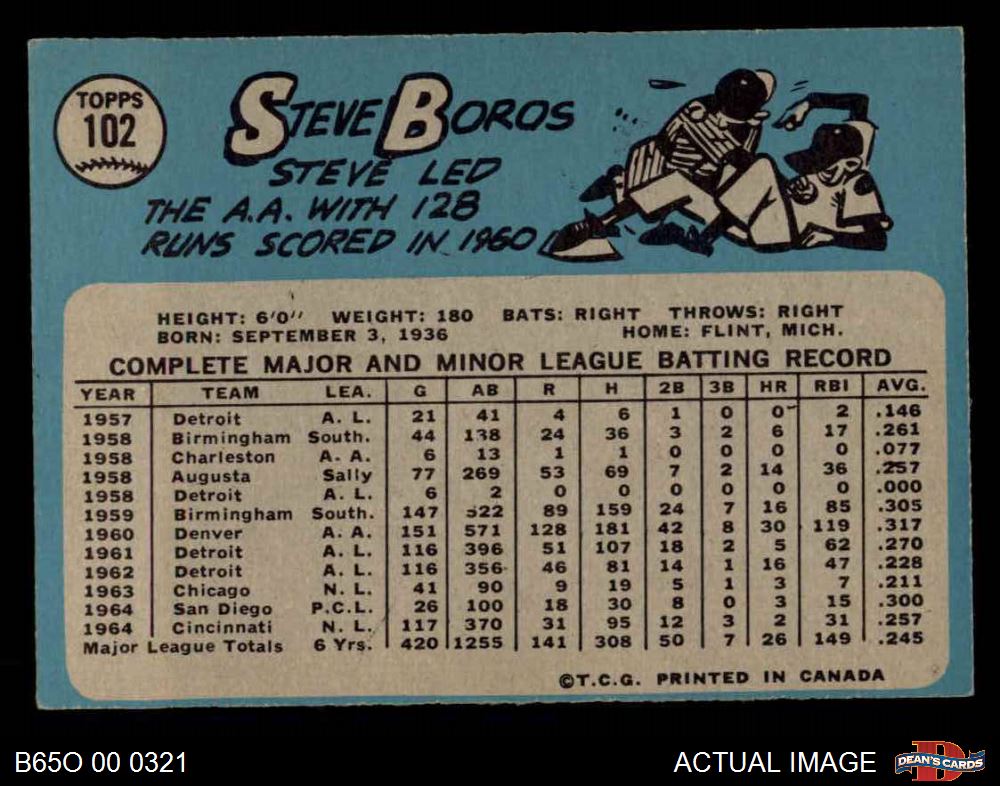 TOPPS
102
STEVE BOROS
STEVE LED
THE A.A. WITH 128
RUNS SCORED IN 1960
HEIGHT: 6'0" WEIGHT: 180 BATS: RIGHT THROWS: RIGHT
BORN: SEPTEMBER 3, 1936 HOME: FLINT, MICH.
COMPLETE MAJOR AND MINOR LEAGUE BATTING RECORD
YEAR TEAM LEA. G AB R H 2B 3B HR RBI AVG.
1957 Detroit A. L. 21 41 4 6 1 0 0 2 .146
1958 Birmingham South. 44 138 24 36 3 2 6 17 .261
1958 Charleston A. A. 6 13 1 1 0 0 0 0 .077
1958 Augusta Sally 77 269 53 69 7 2 14 36 .257
1958 Detroit A. L. 6 2 0 0 0 0 0 0 .000
1959 Birmingham South. 147 522 89 159 24 7 16 85 .305
1960 Denver A. A. 151 571 128 181 42 8 30 119 .317
1961 Detroit A. L. 116 396 51 107 18 2 5 62 .270
1962 Detroit A. L. 116 356 46 81 14 1 16 47 .228
1963 Chicago N. L. 41 90 9 19 5 1 3 7 .211
1964 San Diego P.C.L. 26 100 18 30 8 0 3 15 .300
1964 Cincinnati N. L. 117 370 31 95 12 3 2 31 .257
Major League Totals 6 Yrs. 420 1255 141 308 50 7 26 149 .245
©T.C.G. PRINTED IN CANADA
B65O 00 0321 ACTUAL IMAGE DEAN'S CARDS